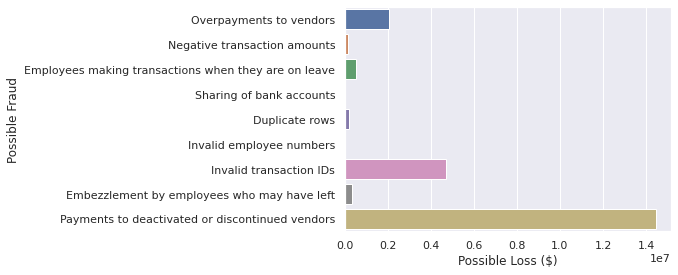 Possible Fraud
Overpayments to vendors
Negative transaction amounts
Employees making transactions when they are on leave
Sharing of bank accounts
Duplicate rows
Invalid employee numbers
Invalid transaction IDs
Embezzlement by employees who may have left
Payments to deactivated or discontinued vendors
0.0 0.2 0.4 0.6 0.8 1.0 1.2 1.4
1e7
Possible Loss ($)